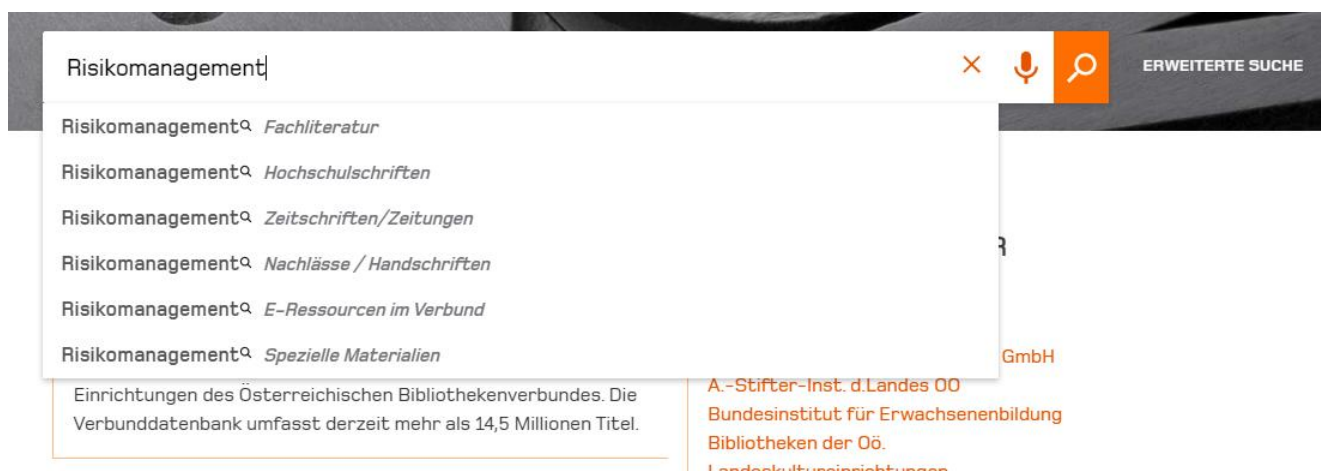 Risikomanagement
ERWEITERTE SUCHE
Risikomanagement Fachliteratur
Risikomanagement Hochschulschriften
Risikomanagement Zeitschriften/Zeitungen
Risikomanagement Nachlässe / Handschriften
Risikomanagement E-Ressourcen im Verbund
Risikomanagement Spezielle Materialien
Einrichtungen des Österreichischen Bibliothekenverbundes. Die
Verbunddatenbank umfasst derzeit mehr als 14,5 Millionen Titel.
GmbH
A.-Stifter-Inst. d.Landes OÖ
Bundesinstitut für Erwachsenenbildung
Bibliotheken der Oö.
Landeskultureinrichtungen